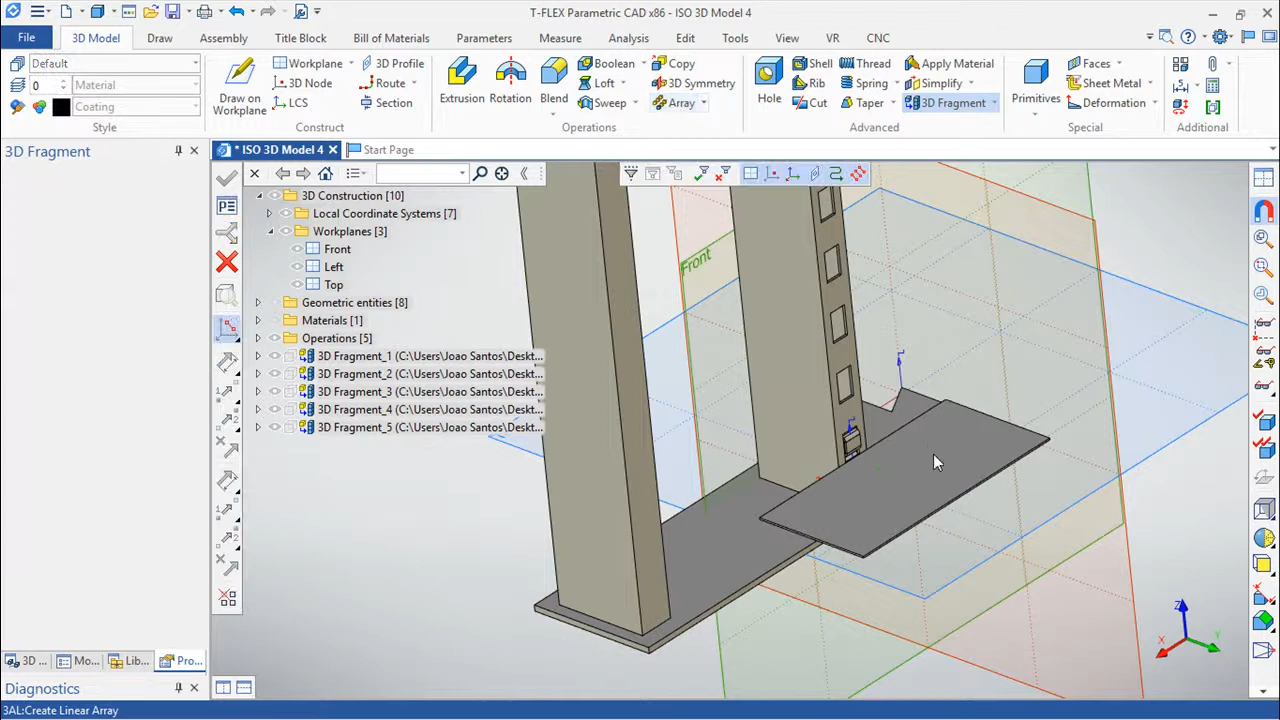 T-FLEX Parametric CAD x86 - ISO 3D Model 4
File
3D Model
Draw
Assembly
Title Block
Bill of Materials
Parameters
Measure
Analysis
Edit
Tools
View
VR
CNC
Default
0
Material
Coating
Style
Draw on
Workplane
Workplane
3D Node
LCS
3D Profile
Route
Section
Construct
Extrusion
Rotation
Blend
Boolean
Loft
Sweep
Copy
3D Symmetry
Array
Operations
Hole
Shell
Rib
Cut
Thread
Spring
Taper
Apply Material
Simplify
3D Fragment
Advanced
Primitives
Faces
Sheet Metal
Deformation
Special
Additional
3D Fragment
* ISO 3D Model 4
Start Page
3D Construction [10]
Local Coordinate Systems [7]
Workplanes [3]
Front
Left
Top
Geometric entities [8]
Materials [1]
Operations [5]
3D Fragment_1 (C:\Users\Joao Santos\Deskt...
3D Fragment_2 (C:\Users\Joao Santos\Deskt...
3D Fragment_3 (C:\Users\Joao Santos\Deskt...
3D Fragment_4 (C:\Users\Joao Santos\Deskt...
3D Fragment_5 (C:\Users\Joao Santos\Deskt...
Front
Z
X
Y
3D ...
Mo...
Lib...
Pro...
Diagnostics
3AL:Create Linear Array